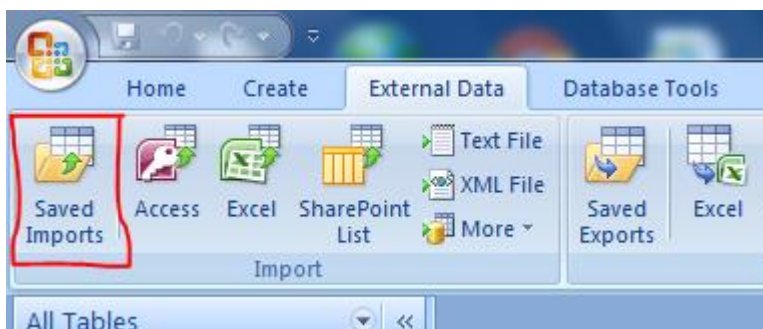 Home Create External Data Database Tools
Saved
Imports
Access
Excel
SharePoint
List
Text File
XML File
More
Saved
Exports
Excel
Import
All Tables